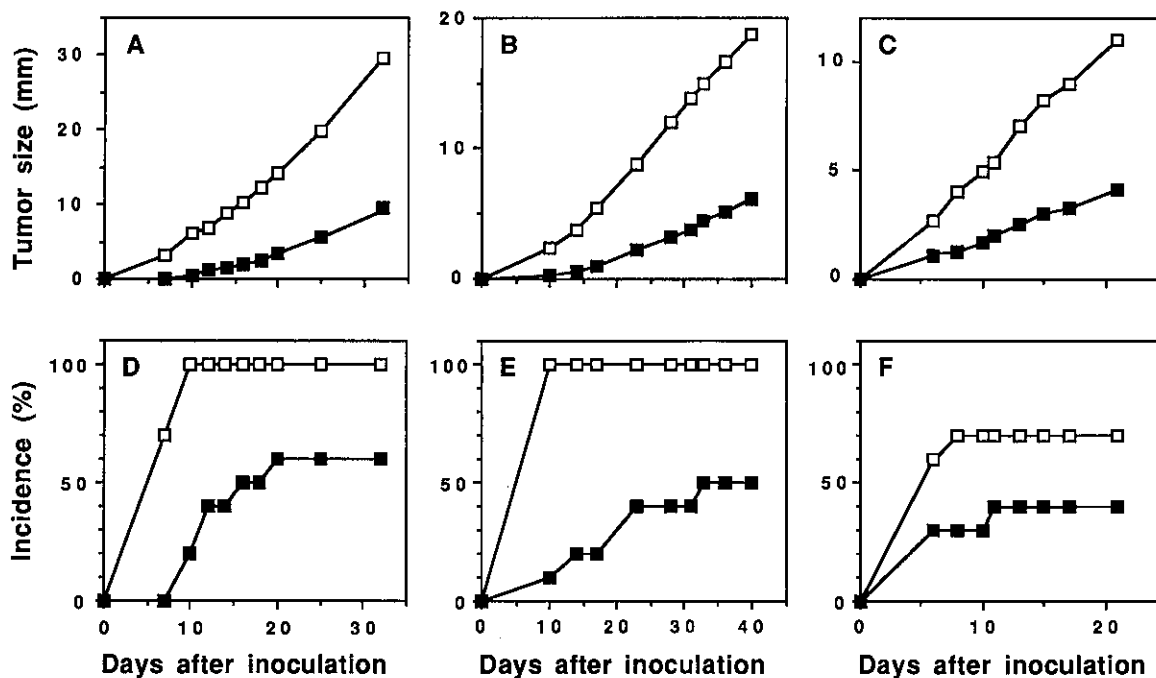 A
B
C
Tumor size (mm)
30
20
10
0
20
10
0
10
5
0
D
E
F
Incidence (%)
100
50
0
100
50
0
100
50
0
0 10 20 30
0 10 20 30 40
0 10 20
Days after inoculation
Days after inoculation
Days after inoculation